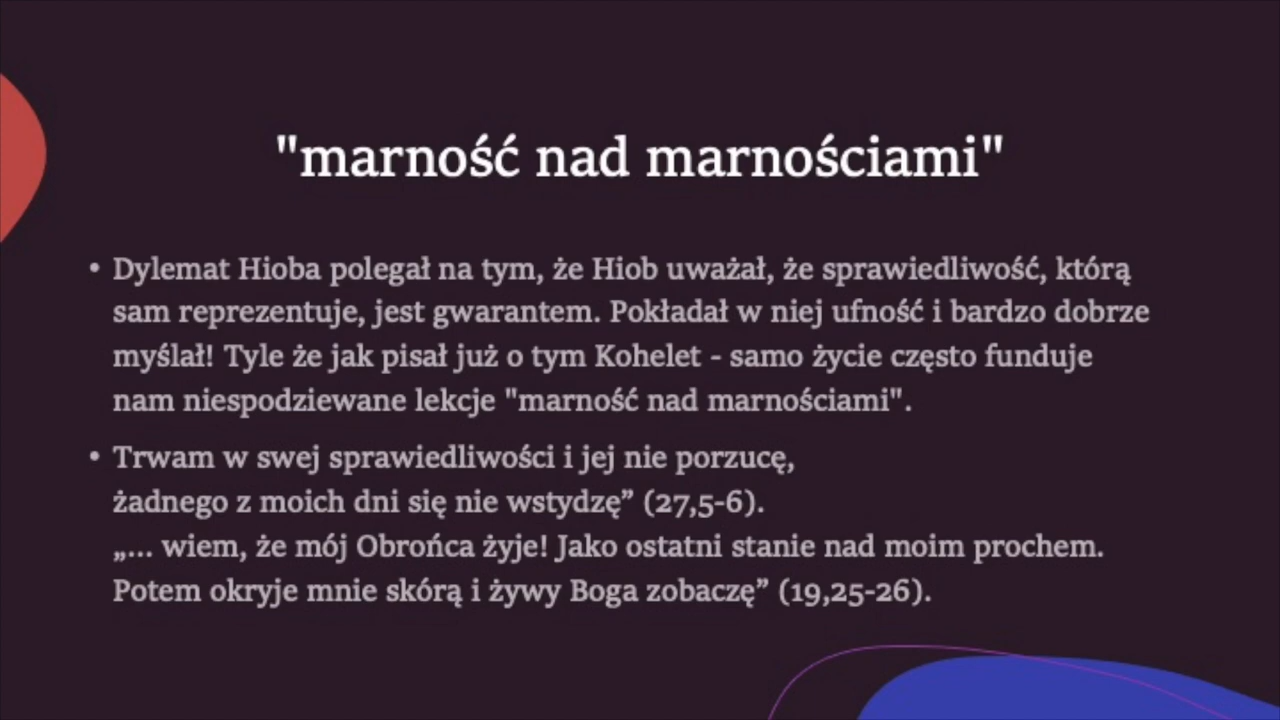 "marność nad marnościami"
• Dylemat Hioba polegał na tym, że Hiob uważał, że sprawiedliwość, którą
sam reprezentuje, jest gwarantem. Pokładał w niej ufność i bardzo dobrze
myślał! Tyle że jak pisał już o tym Kohelet - samo życie często funduje
nam niespodziewane lekcje "marność nad marnościami".
• Trwam w swej sprawiedliwości i jej nie porzucę,
żadnego z moich dni się nie wstydzę” (27,5-6).
„... wiem, że mój Obrońca żyje! Jako ostatni stanie nad moim prochem.
Potem okryje mnie skórą i żywy Boga zobaczę” (19,25-26).